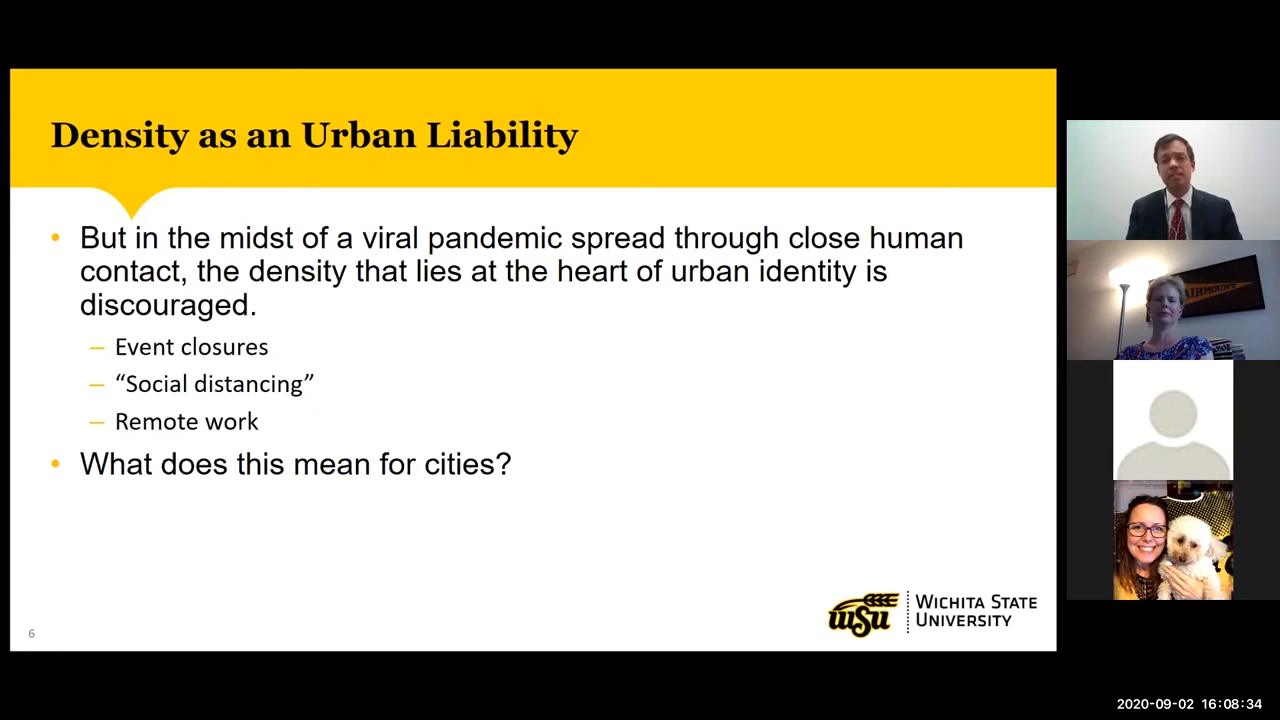 Density as an Urban Liability
But in the midst of a viral pandemic spread through close human
contact, the density that lies at the heart of urban identity is
discouraged.
– Event closures
– “Social distancing”
– Remote work
What does this mean for cities?
6
wsu
WICHITA STATE
UNIVERSITY
AIRMOUNT
2020-09-02 16:08:34